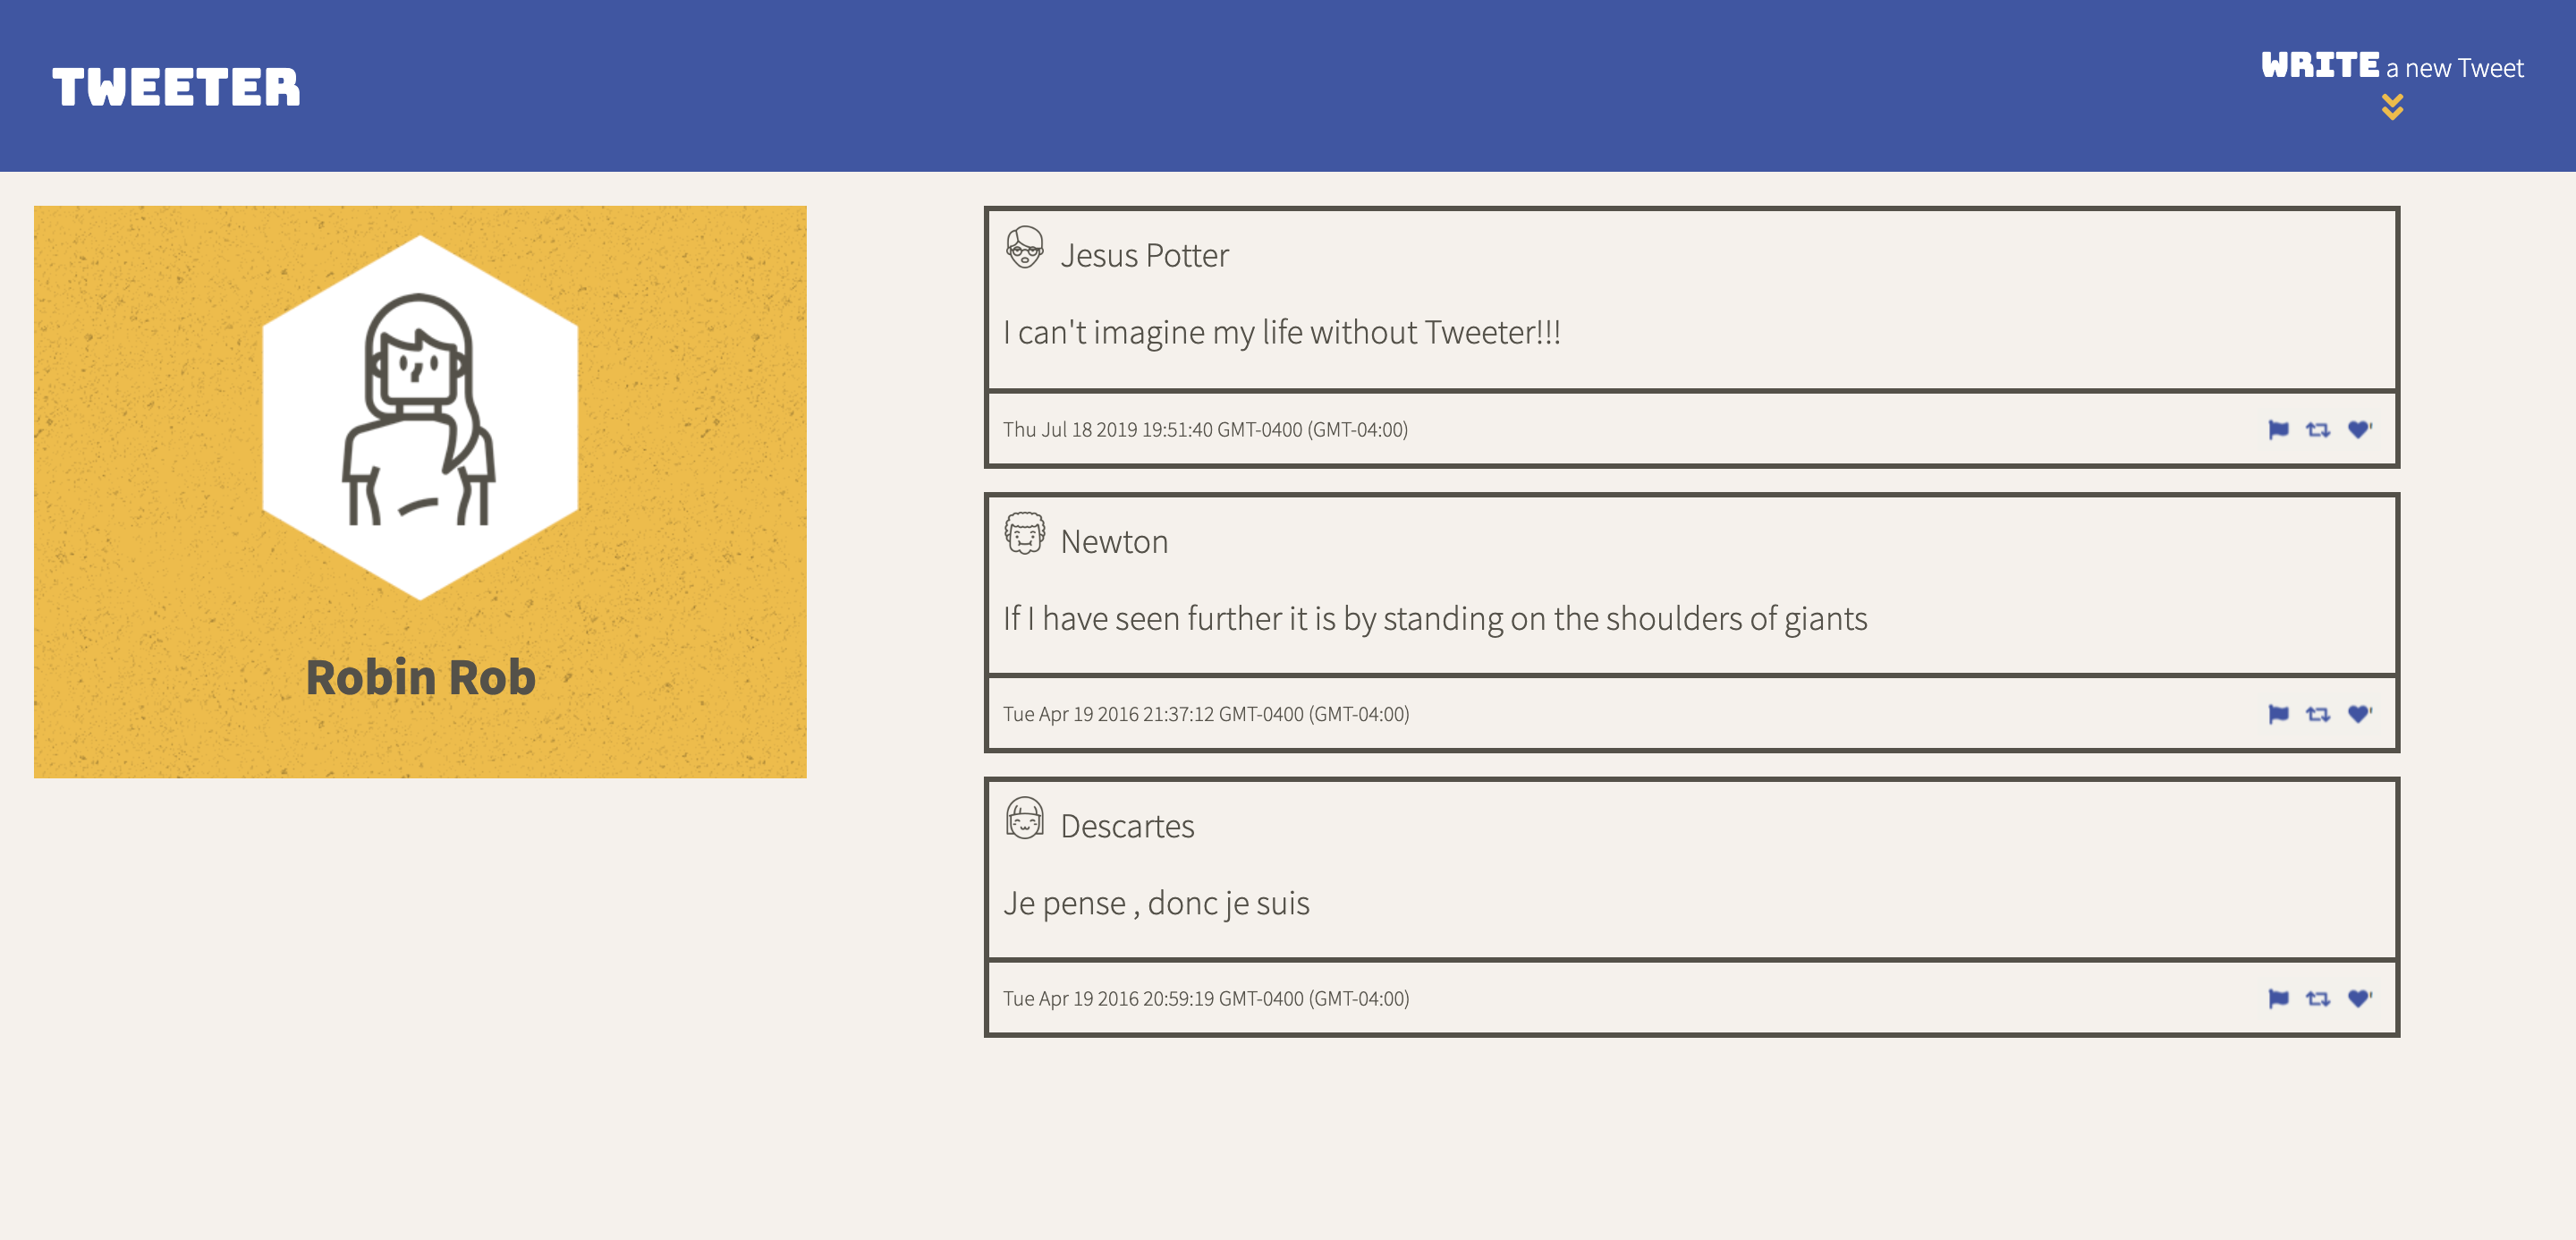 TWEETER
WRITE a new Tweet
Robin Rob
Jesus Potter
I can't imagine my life without Tweeter!!!
Thu Jul 18 2019 19:51:40 GMT-0400 (GMT-04:00)
Newton
If I have seen further it is by standing on the shoulders of giants
Tue Apr 19 2016 21:37:12 GMT-0400 (GMT-04:00)
Descartes
Je pense , donc je suis
Tue Apr 19 2016 20:59:19 GMT-0400 (GMT-04:00)